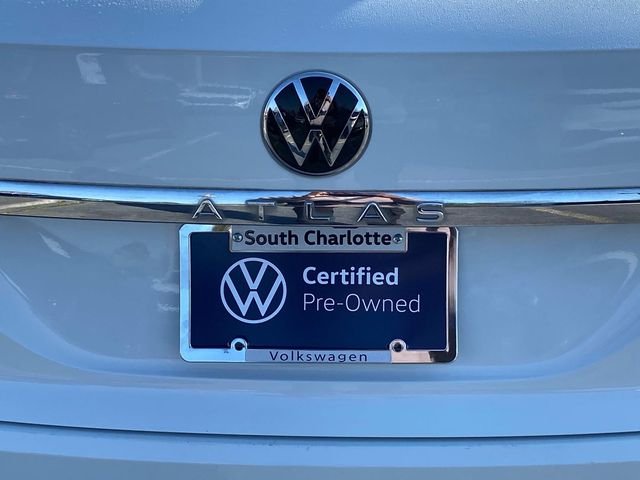 ATLAS
South Charlotte
Certified
Pre-Owned
Volkswagen